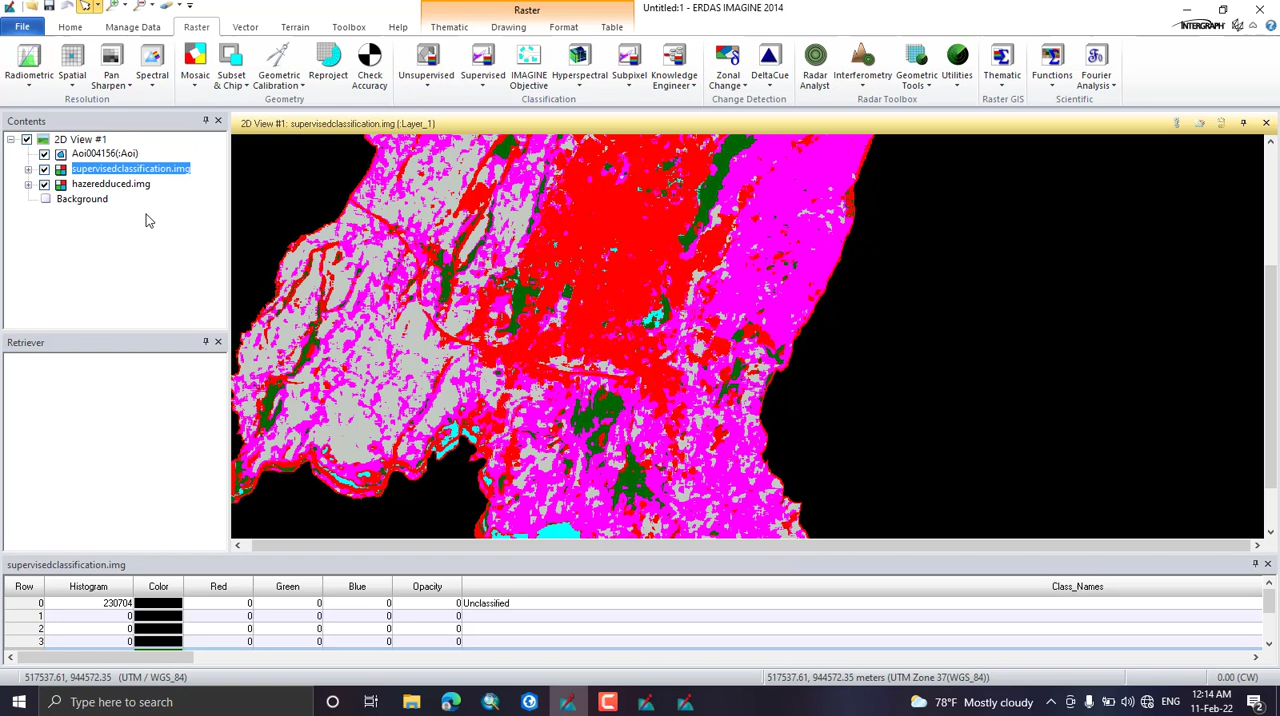 Untitled:1 - ERDAS IMAGINE 2014
Raster
File Home Manage Data Raster Vector Terrain Toolbox Help Thematic Drawing Format Table
INTERGRAPH
Radiometric Spatial Pan Sharpen Spectral Mosaic Subset & Chip Geometric Calibration Reproject Check Accuracy Unsupervised Supervised IMAGINE Objective Hyperspectral Subpixel Knowledge Engineer Zonal Change DeltaCue Radar Analyst Interferometry Geometric Tools Utilities Thematic Functions Fourier Analysis
Resolution Geometry Classification Change Detection Radar Toolbox Raster GIS Scientific
Contents
2D View #1: supervisedclassification.img (:Layer_1)
2D View #1
Aoi004156(:Aoi)
supervisedclassification.img
hazeredduced.img
Background
Retriever
supervisedclassification.img
Row Histogram Color Red Green Blue Opacity Class_Names
0 230704 0 0 0 0 Unclassified
1 0 0 0 0 0
2 0 0 0 0 0
3 0 0 0 0 0
517537.61, 944572.35 (UTM / WGS_84)
517537.61, 944572.35 meters (UTM Zone 37(WGS_84))
0.00 (CW)
Type here to search
78°F Mostly cloudy
ENG
12:14 AM
11-Feb-22
2